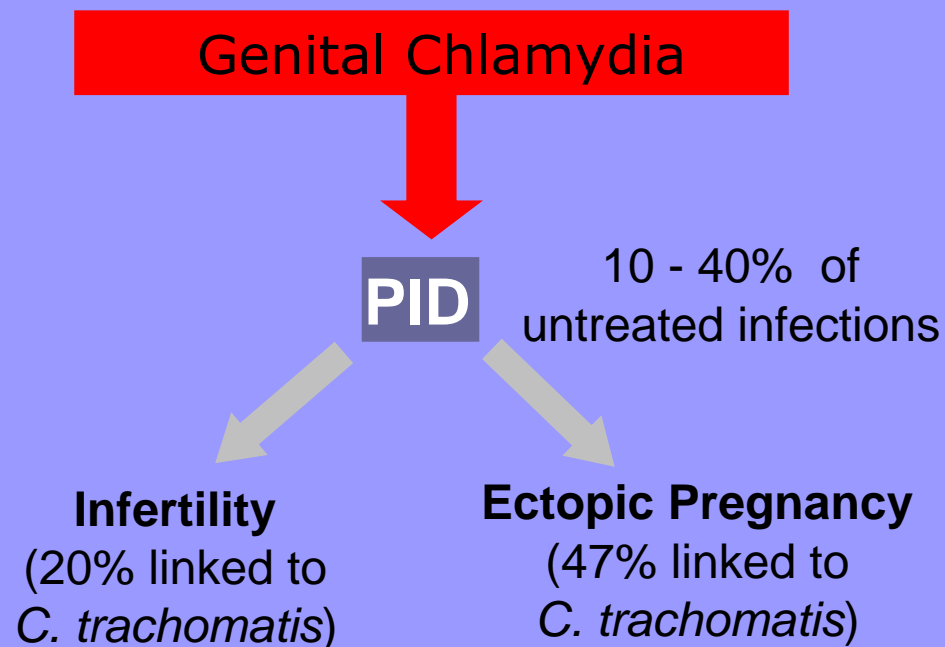 Genital Chlamydia
PID
10 - 40% of
untreated infections
Infertility
(20% linked to
C. trachomatis)
Ectopic Pregnancy
(47% linked to
C. trachomatis)